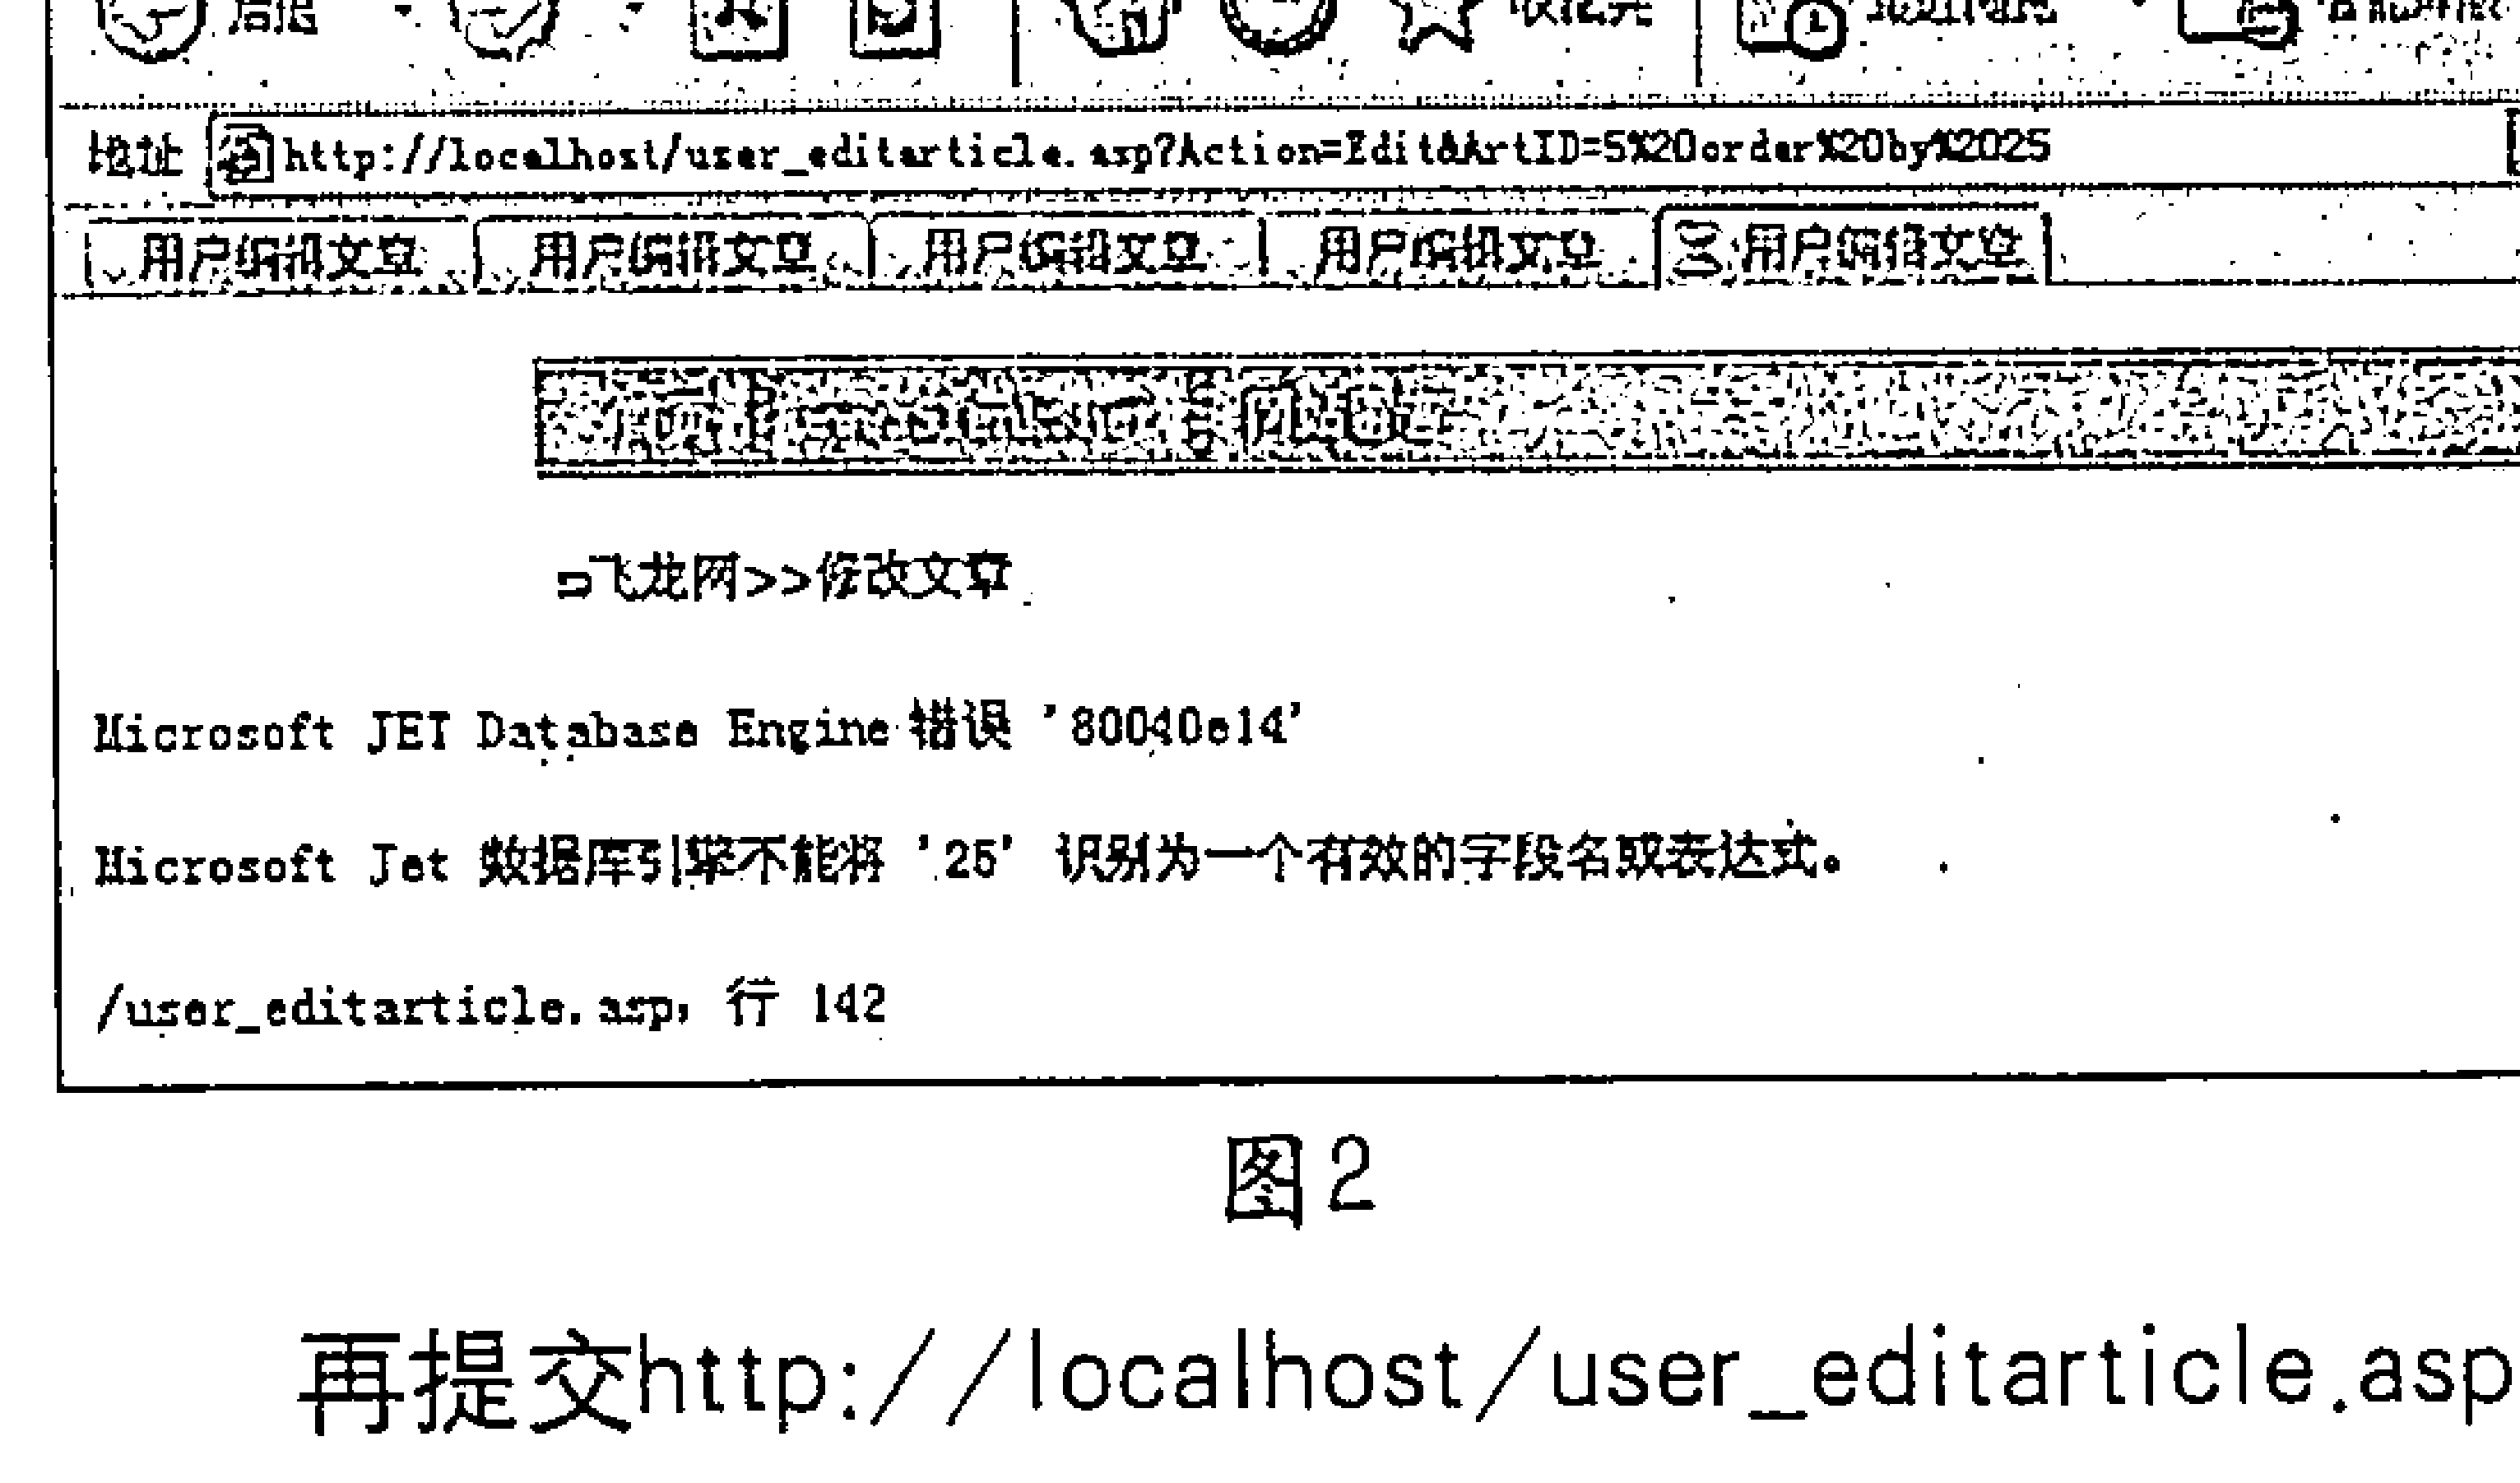 后退 收藏夹
地址 http://localhost/user_editarticle.asp?Action=Edit&ArtID=5%20order%20by%2025
用户编辑文章 用户编辑文章 用户编辑文章 用户编辑文章 用户编辑文章
飞龙网>>修改文章
Microsoft JET Database Engine 错误 '80040e14'
Microsoft Jet 数据库引擎不能将 '25' 识别为一个有效的字段名或表达式。
/user_editarticle.asp, 行 142
图2
再提交http://localhost/user_editarticle.asp